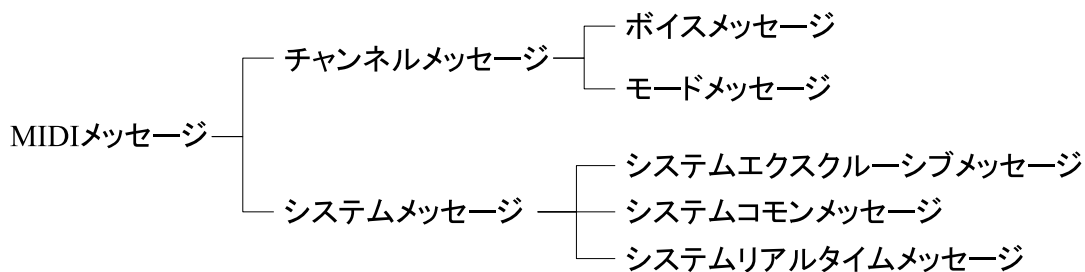 ボイスメッセージ
チャンネルメッセージ
モードメッセージ
MIDIメッセージ
システムエクスクルーシブメッセージ
システムメッセージ
システムコモンメッセージ
システムリアルタイムメッセージ